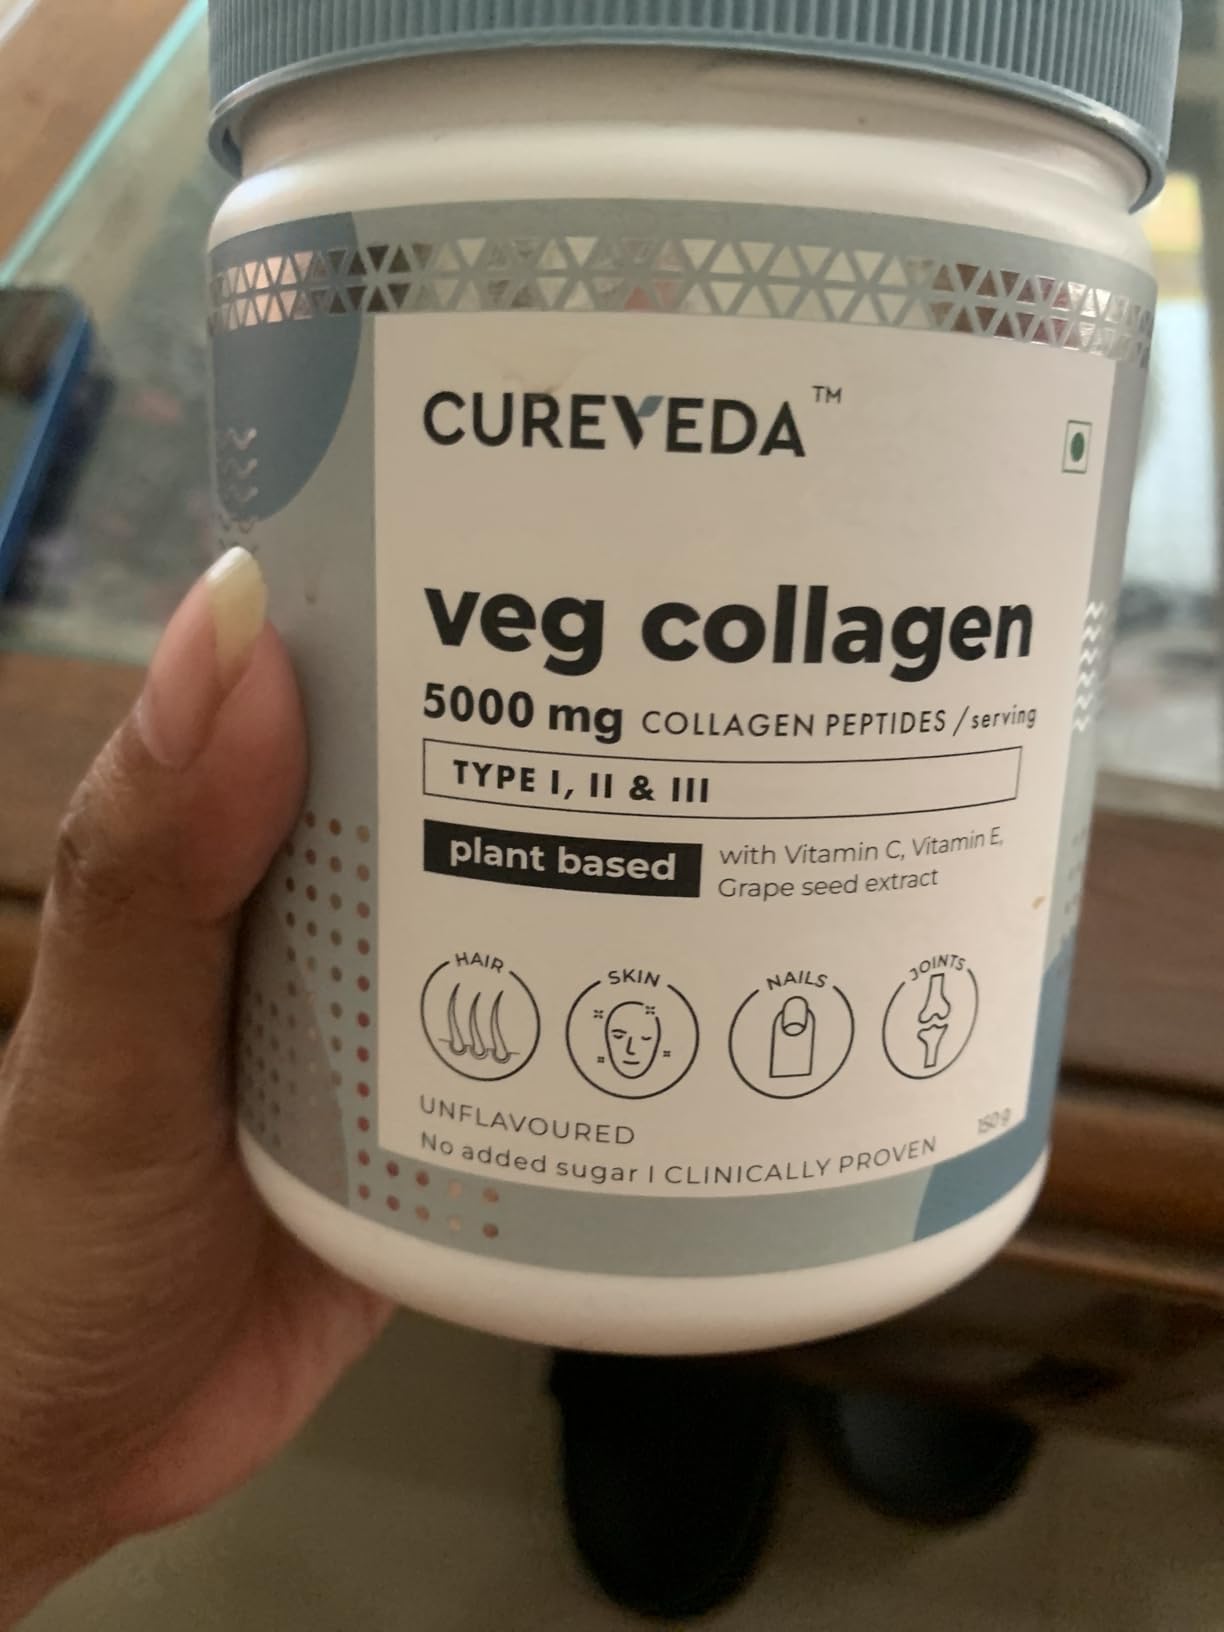 CUREVEDA™
veg collagen
5000 mg COLLAGEN PEPTIDES / serving
TYPE I, II & III
plant based
with Vitamin C, Vitamin E,
Grape seed extract
HAIR
SKIN
NAILS
JOINTS
UNFLAVOURED
150 g
No added sugar I CLINICALLY PROVEN